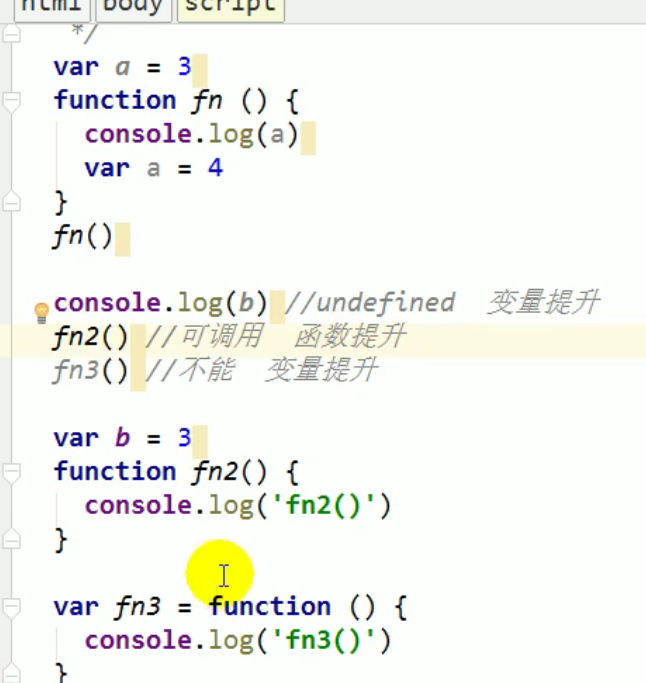 html body script
*/
var a = 3
function fn () {
console.log(a)
var a = 4
}
fn()
console.log(b) //undefined 变量提升
fn2() //可调用 函数提升
fn3() //不能 变量提升
var b = 3
function fn2() {
console.log('fn2()')
}
var fn3 = function () {
console.log('fn3()')
}